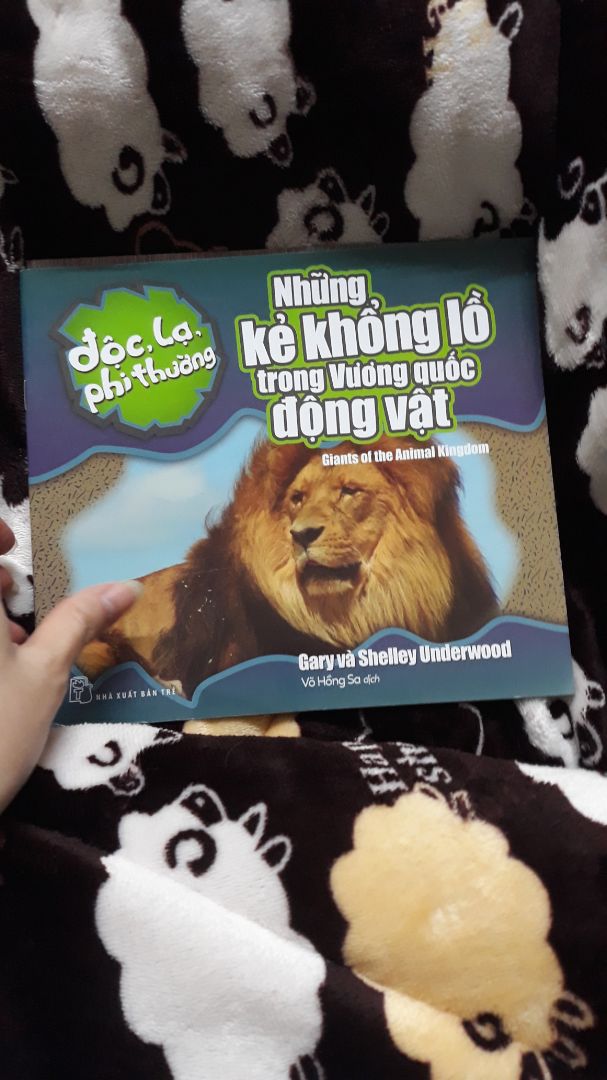 độc, lạ,
phi thường
Những
kẻ khổng lồ
trong Vương quốc
động vật
Giants of the Animal Kingdom
Gary và Shelley Underwood
Võ Hồng Sa dịch
NHÀ XUẤT BẢN TRẺ